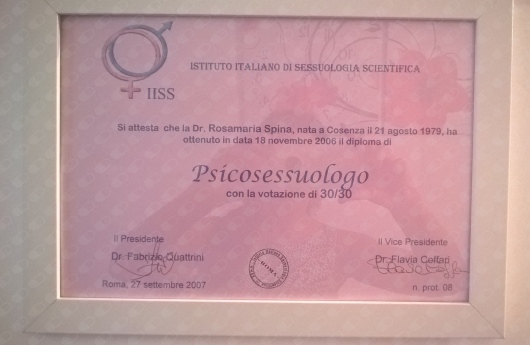 ISTITUTO ITALIANO DI SESSUOLOGIA SCIENTIFICA
IISS
Si attesta che la Dr. Rosamaria Spina, nata a Cosenza il 21 agosto 1979, ha
ottenuto in data 18 novembre 2006 il diploma di
Psicosessuologo
con la votazione di 30/30
Il Presidente
Dr. Fabrizio Quattrini
Il Vice Presidente
Dr. Flavia
Roma, 27 settembre 2007
n. prot. 08